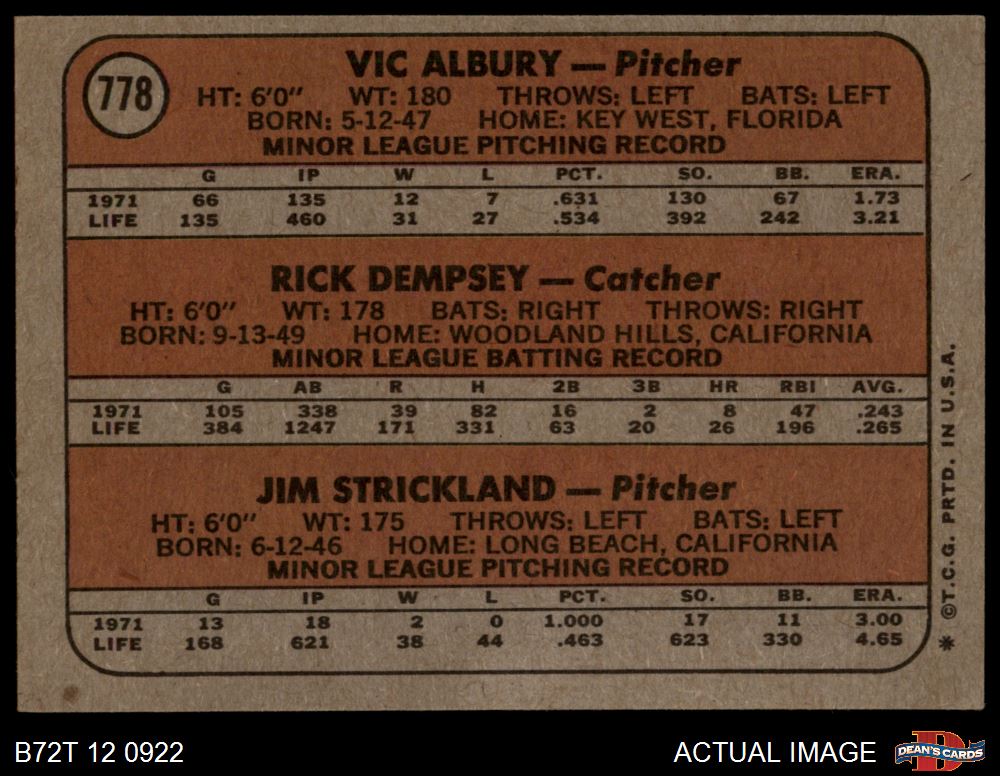 778
VIC ALBURY — Pitcher
HT: 6'0" WT: 180 THROWS: LEFT BATS: LEFT
BORN: 5-12-47 HOME: KEY WEST, FLORIDA
MINOR LEAGUE PITCHING RECORD
G IP W L PCT. SO. BB. ERA.
1971 66 135 12 7 .631 130 67 1.73
LIFE 135 460 31 27 .534 392 242 3.21
RICK DEMPSEY — Catcher
HT: 6'0" WT: 178 BATS: RIGHT THROWS: RIGHT
BORN: 9-13-49 HOME: WOODLAND HILLS, CALIFORNIA
MINOR LEAGUE BATTING RECORD
G AB R H 2B 3B HR RBI AVG.
1971 105 338 39 82 16 2 8 47 .243
LIFE 384 1247 171 331 63 20 26 196 .265
JIM STRICKLAND — Pitcher
HT: 6'0" WT: 175 THROWS: LEFT BATS: LEFT
BORN: 6-12-46 HOME: LONG BEACH, CALIFORNIA
MINOR LEAGUE PITCHING RECORD
G IP W L PCT. SO. BB. ERA.
1971 13 18 2 0 1.000 17 11 3.00
LIFE 168 621 38 44 .463 623 330 4.65
* ©T.C.G. PRTD. IN U.S.A.
B72T 12 0922
ACTUAL IMAGE
D
DEAN'S CARDS